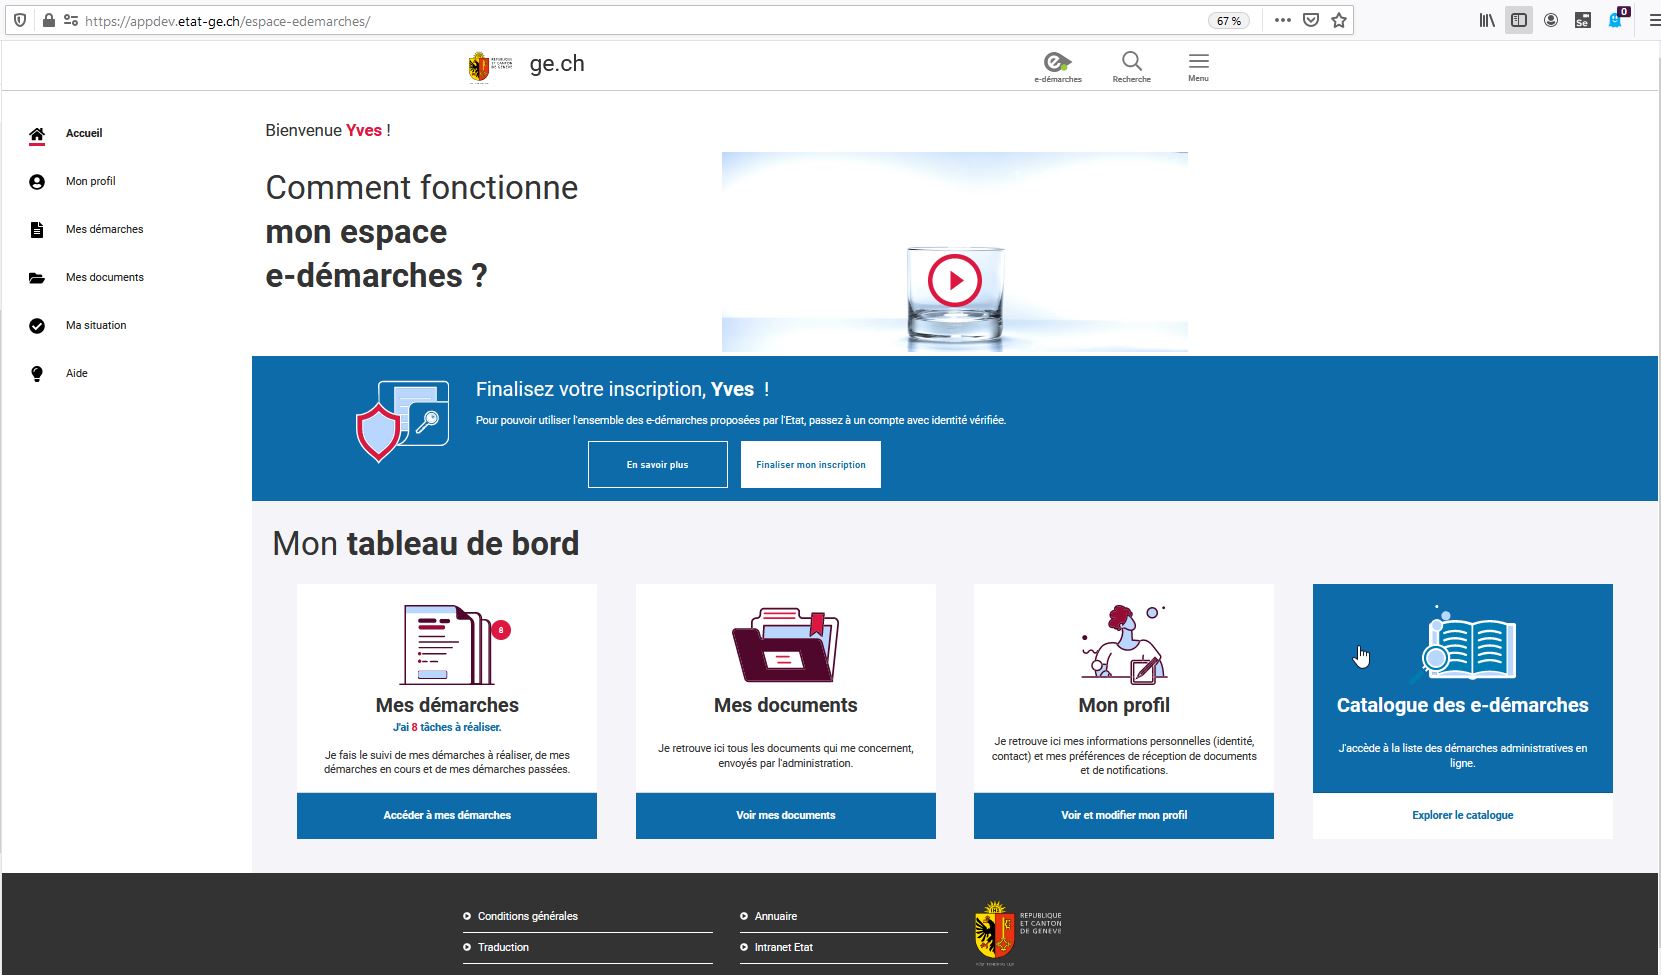 https://appdev.etat-ge.ch/espace-edemarches/
67 %
Se
0
REPUBLIQUE
ET CANTON
DE GENEVE
ge.ch
e-démarches
Recherche
Menu
Accueil
Mon profil
Mes démarches
Mes documents
Ma situation
Aide
Bienvenue Yves !
Comment fonctionne
mon espace
e-démarches ?
Finalisez votre inscription, Yves !
Pour pouvoir utiliser l'ensemble des e-démarches proposées par l'Etat, passez à un compte avec identité vérifiée.
En savoir plus
Finaliser mon inscription
Mon tableau de bord
8
Mes démarches
J'ai 8 tâches à réaliser.
Je fais le suivi de mes démarches à réaliser, de mes
démarches en cours et de mes démarches passées.
Accéder à mes démarches
Mes documents
Je retrouve ici tous les documents qui me concernent,
envoyés par l'administration.
Voir mes documents
Mon profil
Je retrouve ici mes informations personnelles (identité,
contact) et mes préférences de réception de documents
et de notifications.
Voir et modifier mon profil
Catalogue des e-démarches
J'accède à la liste des démarches administratives en
ligne.
Explorer le catalogue
Conditions générales
Traduction
Annuaire
Intranet Etat
REPUBLIQUE
ET CANTON
DE GENEVE